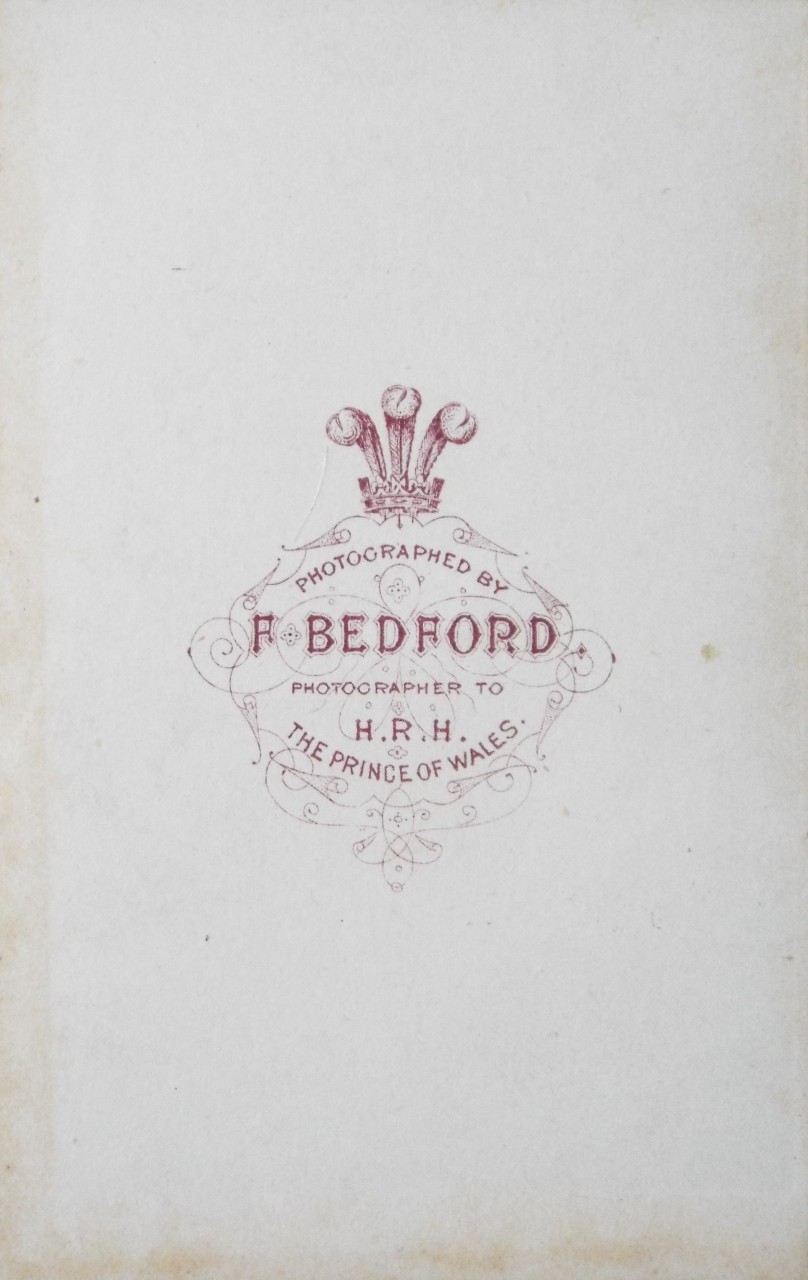 PHOTOGRAPHED BY
F BEDFORD.
PHOTOGRAPHER TO
H.R.H.
THE PRINCE OF WALES.